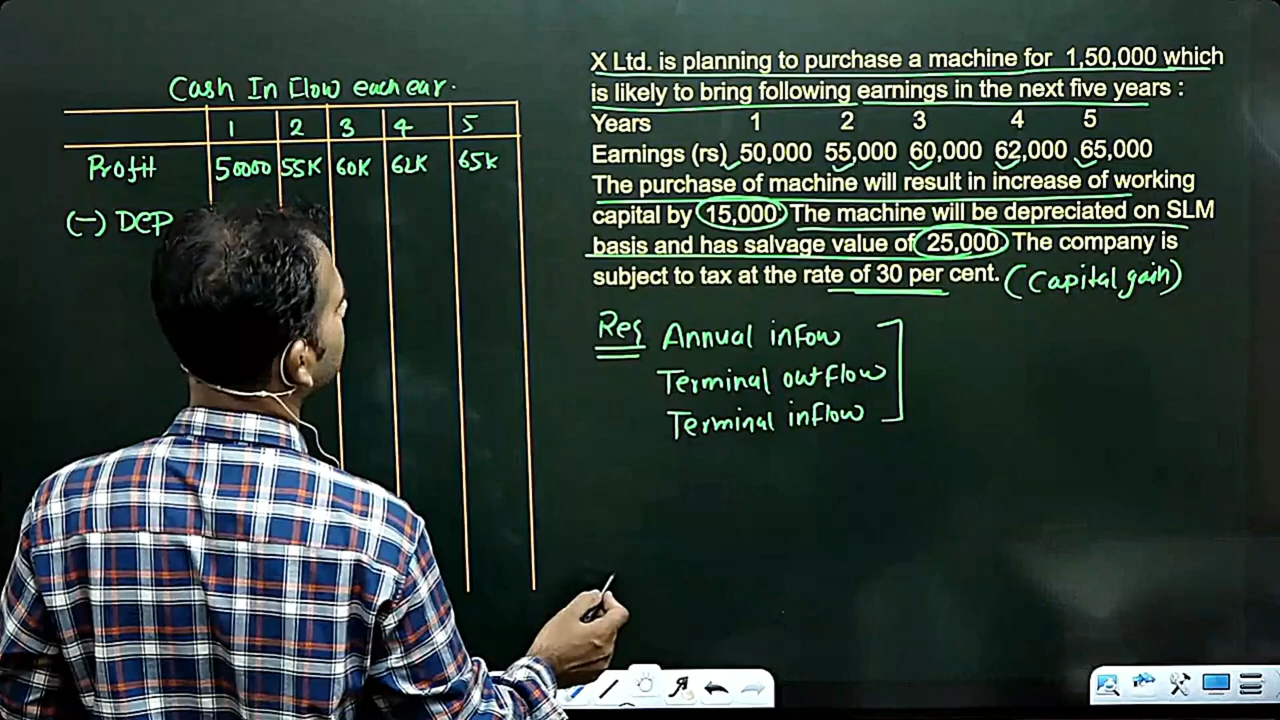 Cash In Flow each ear.
1 2 3 4 5
Profit 50000 55K 60K 62K 65K
(-) DEP
X Ltd. is planning to purchase a machine for 1,50,000 which
is likely to bring following earnings in the next five years :
Years 1 2 3 4 5
Earnings (rs) 50,000 55,000 60,000 62,000 65,000
The purchase of machine will result in increase of working
capital by 15,000. The machine will be depreciated on SLM
basis and has salvage value of 25,000 The company is
subject to tax at the rate of 30 per cent. (capital gain)
Req Annual infow
Terminal outflow
Terminal inflow